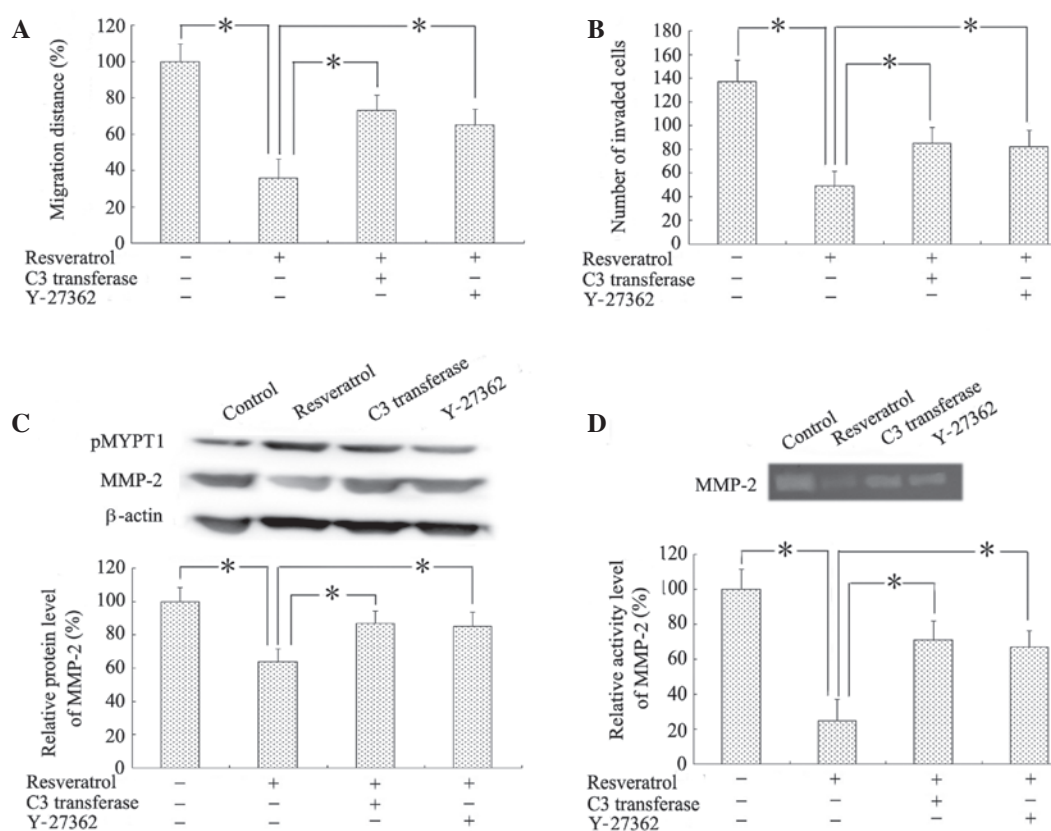 A
Migration distance (%)
120
100
80
60
40
20
0
* * *
Resveratrol − + + +
C3 transferase − − + −
Y-27362 − − − +
B
Number of invaded cells
180
160
140
120
100
80
60
40
20
0
* * *
Resveratrol − + + +
C3 transferase − − + −
Y-27362 − − − +
C
Control Resveratrol C3 transferase Y-27362
pMYPT1
MMP-2
β-actin
Relative protein level
of MMP-2 (%)
120
100
80
60
40
20
0
* * *
Resveratrol − + + +
C3 transferase − − + −
Y-27362 − − − +
D
Control Resveratrol C3 transferase Y-27362
MMP-2
Relative activity level
of MMP-2 (%)
120
100
80
60
40
20
0
* * *
Resveratrol − + + +
C3 transferase − − + −
Y-27362 − − − +